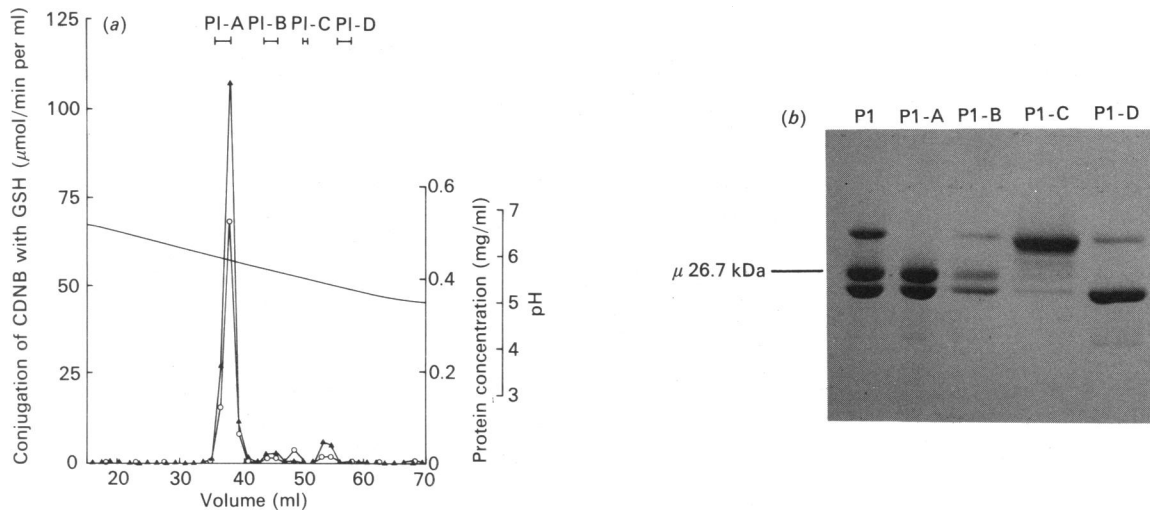 (a)
PI-A PI-B PI-C PI-D
125
100
75
50
25
0
Conjugation of CDNB with GSH (μmol/min per ml)
20 30 40 50 60 70
Volume (ml)
0.6
0.4
0.2
0
Protein concentration (mg/ml)
7
6
5
4
3
pH
(b)
P1 P1-A P1-B P1-C P1-D
μ 26.7 kDa